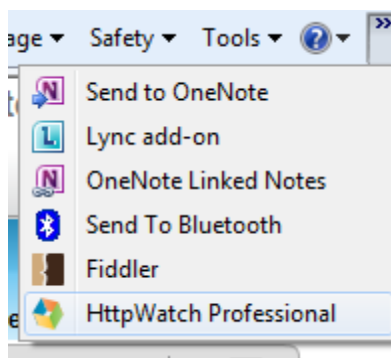 age ▾ Safety ▾ Tools ▾ ? ▾ »
Send to OneNote
Lync add-on
OneNote Linked Notes
Send To Bluetooth
Fiddler
HttpWatch Professional